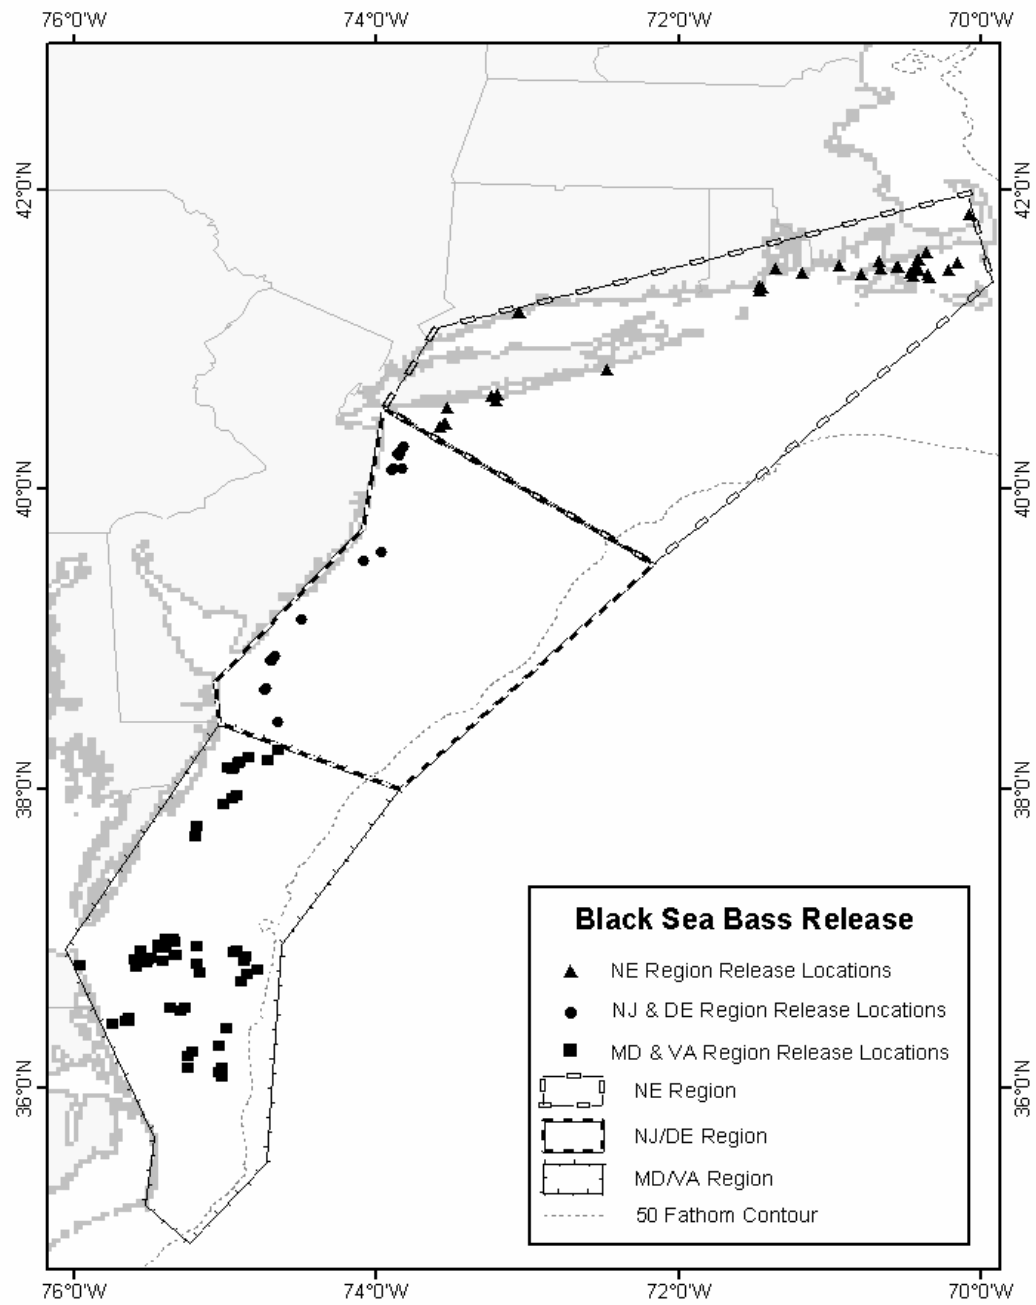 76°0'W 74°0'W 72°0'W 70°0'W
42°0'N 42°0'N
40°0'N 40°0'N
38°0'N 38°0'N
Black Sea Bass Release
NE Region Release Locations
NJ & DE Region Release Locations
MD & VA Region Release Locations
36°0'N 36°0'N
NE Region
NJ/DE Region
MD/VA Region
50 Fathom Contour
76°0'W 74°0'W 72°0'W 70°0'W